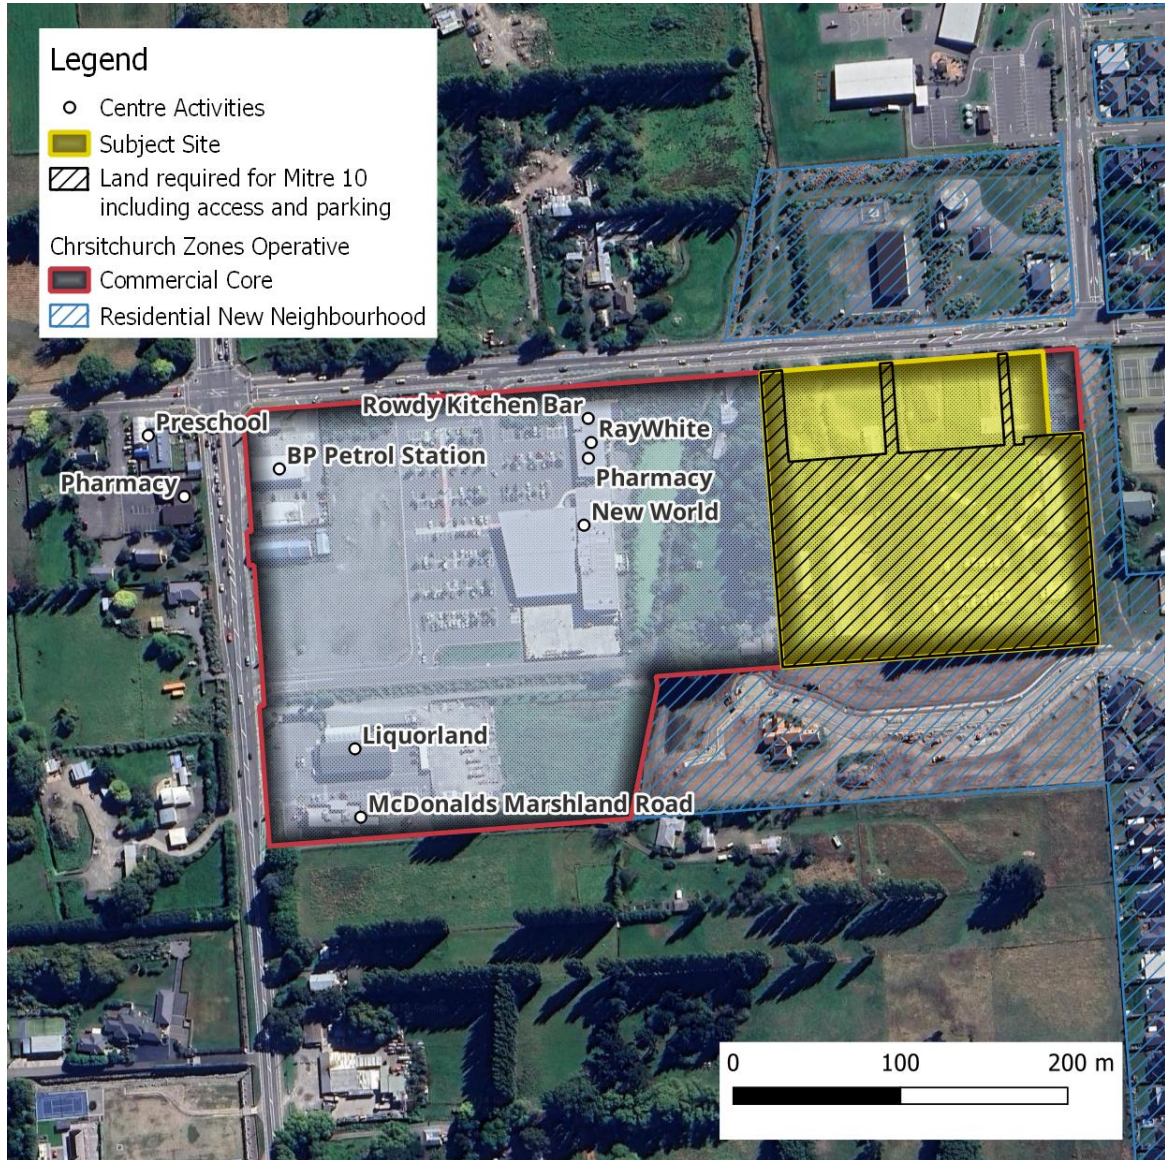 Legend
Centre Activities
Subject Site
Land required for Mitre 10
including access and parking
Chrsitchurch Zones Operative
Commercial Core
Residential New Neighbourhood
Rowdy Kitchen Bar
Preschool
RayWhite
BP Petrol Station
Pharmacy
Pharmacy
New World
Liquorland
McDonalds Marshland Road
0 100 200 m